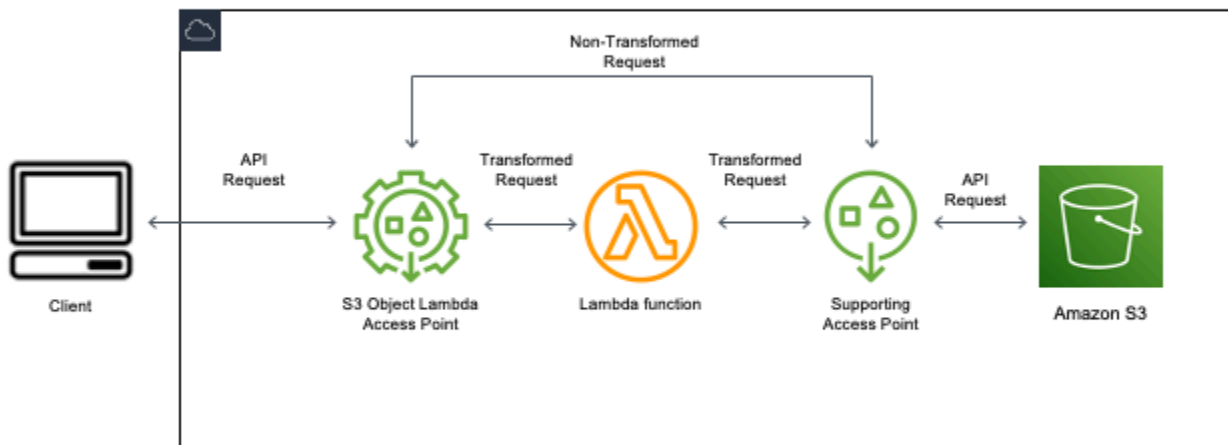 Non-Transformed
Request
API
Request
Transformed
Request
Transformed
Request
API
Request
Client
S3 Object Lambda
Access Point
Lambda function
Supporting
Access Point
Amazon S3